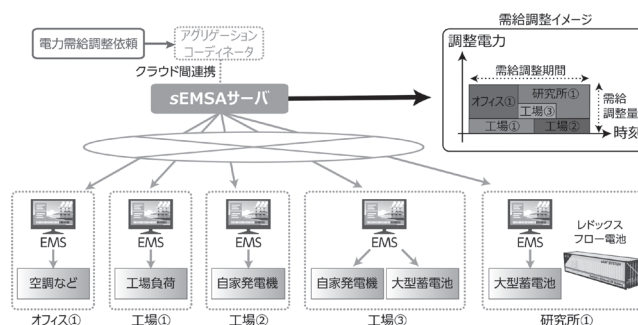 需給調整イメージ
調整電力
需給調整期間
オフィス①
研究所①
工場③
工場①
工場②
需給
調整量
時刻
電力需給調整依頼
アグリゲーション
コーディネータ
クラウド間連携
sEMSAサーバ
EMS
空調など
オフィス①
EMS
工場負荷
工場①
EMS
自家発電機
工場②
EMS
自家発電機
大型蓄電池
工場③
EMS
大型蓄電池
レドックス
フロー電池
研究所①